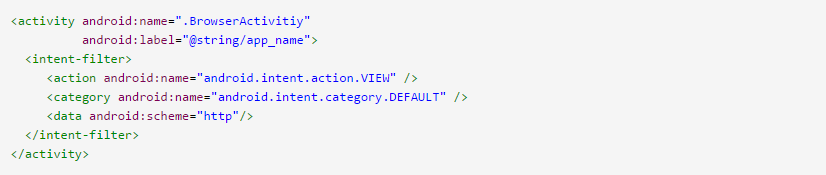 <activity android:name=".BrowserActivitiy"
          android:label="@string/app_name">
  <intent-filter>
     <action android:name="android.intent.action.VIEW" />
     <category android:name="android.intent.category.DEFAULT" />
     <data android:scheme="http"/>
  </intent-filter>
</activity>